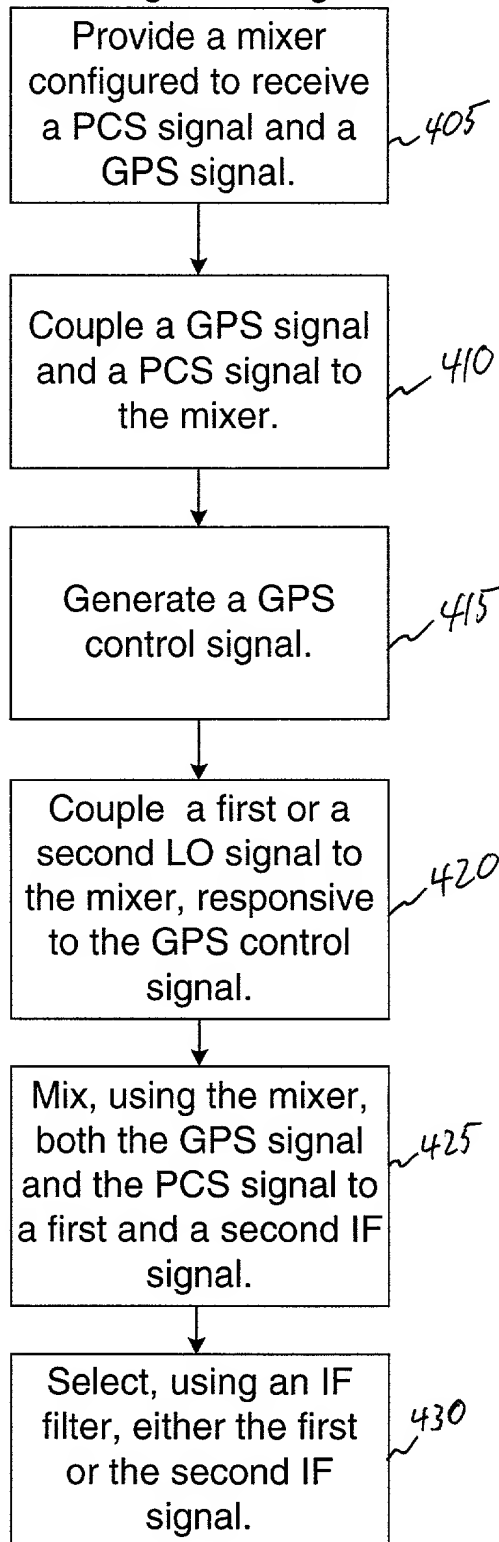 Provide a mixer
configured to receive
a PCS signal and a
GPS signal.
405
Couple a GPS signal
and a PCS signal to
the mixer.
410
Generate a GPS
control signal.
415
Couple a first or a
second LO signal to
the mixer, responsive
to the GPS control
signal.
420
Mix, using the mixer,
both the GPS signal
and the PCS signal to
a first and a second IF
signal.
425
Select, using an IF
filter, either the first
or the second IF
signal.
430